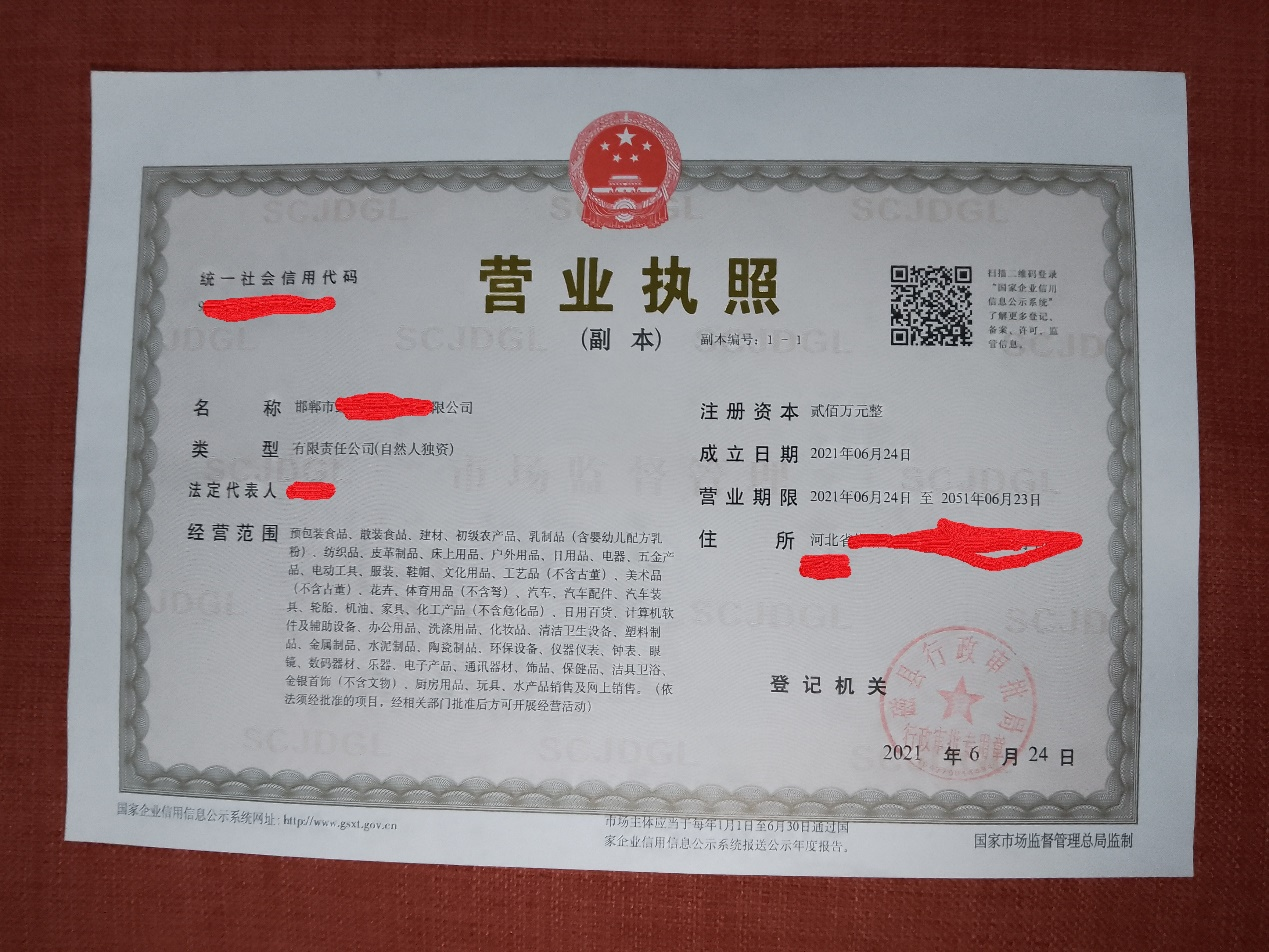 统一社会信用代码
9
营业执照
(副 本)
副本编号：1 - 1
扫描二维码登录
“国家企业信用
信息公示系统”
了解更多登记、
备案、许可、监
管信息。
名 称 邯郸市 限公司
类 型 有限责任公司(自然人独资)
法定代表人
经营范围 预包装食品、散装食品、建材、初级农产品、乳制品（含婴幼儿配方乳
粉）、纺织品、皮革制品、床上用品、户外用品、日用品、电器、五金产
品、电动工具、服装、鞋帽、文化用品、工艺品（不含古董）、美术品
（不含古董）、花卉、体育用品（不含弩）、汽车、汽车配件、汽车装
具、轮胎、机油、家具、化工产品（不含危化品）、日用百货、计算机软
件及辅助设备、办公用品、洗涤用品、化妆品、清洁卫生设备、塑料制
品、金属制品、水泥制品、陶瓷制品、环保设备、仪器仪表、钟表、眼
镜、数码器材、乐器、电子产品、通讯器材、饰品、保健品、洁具卫浴、
金银首饰（不含文物）、厨房用品、玩具、水产品销售及网上销售。（依
法须经批准的项目，经相关部门批准后方可开展经营活动）
注册资本 贰佰万元整
成立日期 2021年06月24日
营业期限 2021年06月24日 至 2051年06月23日
住 所 河北省
登记机关
县行政审批局
行政审批专用章
2021 年 6 月 24 日
国家企业信用信息公示系统网址：http://www.gsxt.gov.cn
市场主体应当于每年1月1日至6月30日通过国
家企业信用信息公示系统报送公示年度报告。
国家市场监督管理总局监制
SCJDGL
市场监督管理